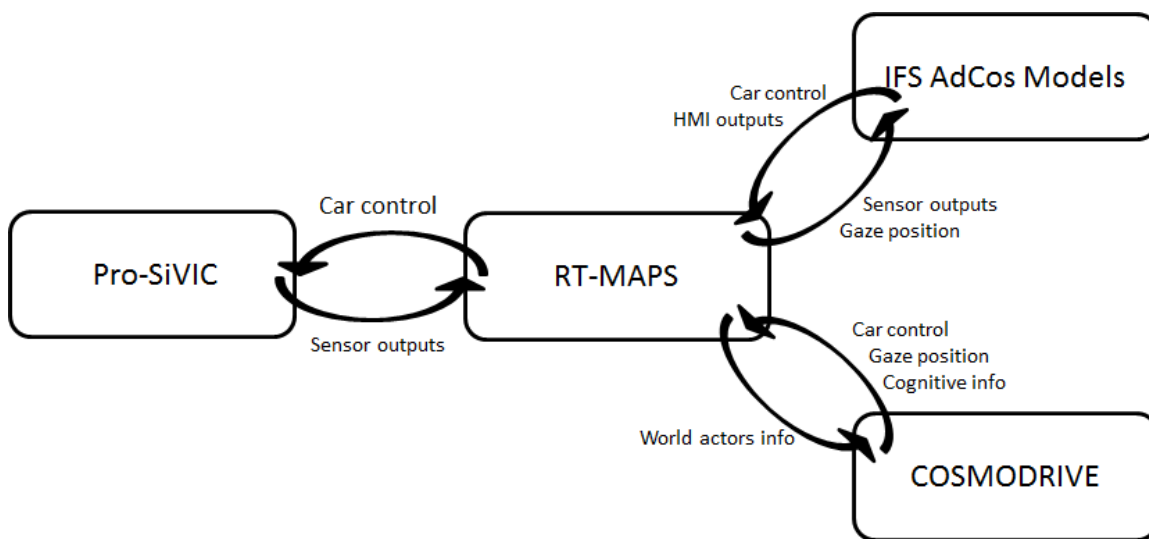 IFS AdCos Models
Car control
HMI outputs
Sensor outputs
Gaze position
Car control
Pro-SiVIC
RT-MAPS
Sensor outputs
Car control
Gaze position
Cognitive info
World actors info
COSMODRIVE